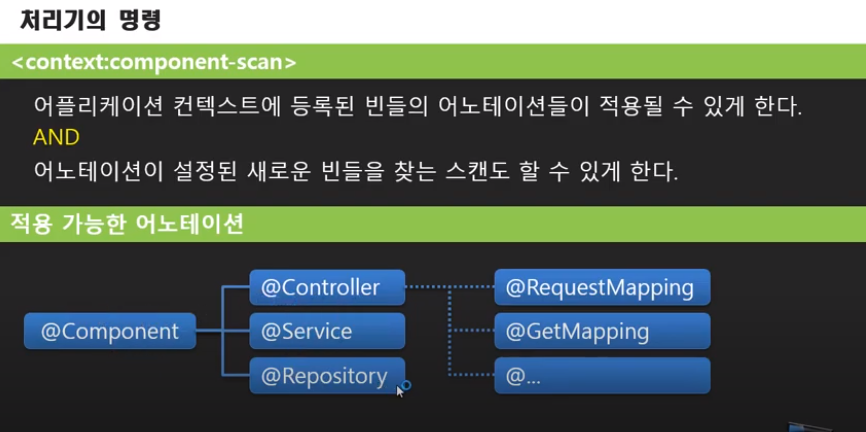 처리기의 명령
<context:component-scan>
어플리케이션 컨텍스트에 등록된 빈들의 어노테이션들이 적용될 수 있게 한다.
AND
어노테이션이 설정된 새로운 빈들을 찾는 스캔도 할 수 있게 한다.
적용 가능한 어노테이션
@Component
@Controller
@Service
@Repository
@RequestMapping
@GetMapping
@...